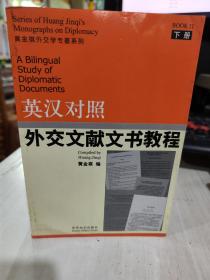 Series of Huang Jinqi's
Monographs on Diplomacy
黄金祺外交学专著系列
BOOK II
下册
A Bilingual
Study of
Diplomatic
Documents
英汉对照
外交文献文书教程
Compiled by
Huang Jinqi
黄金祺 编